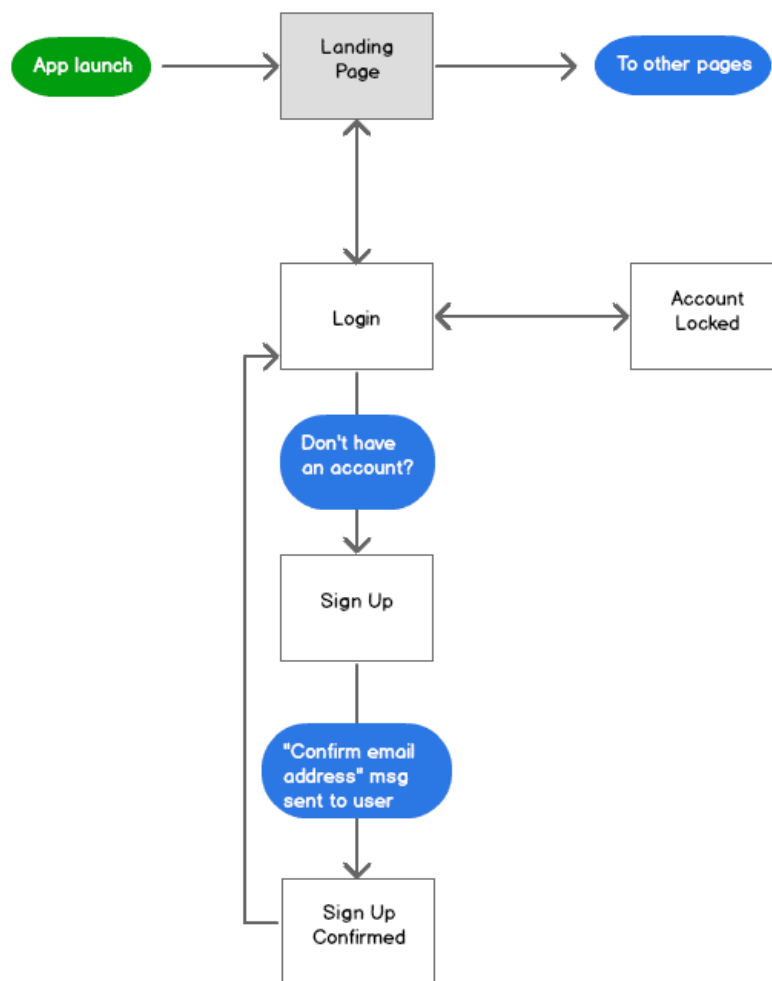 App launch
Landing
Page
To other pages
Login
Account
Locked
Don't have
an account?
Sign Up
"Confirm email
address" msg
sent to user
Sign Up
Confirmed